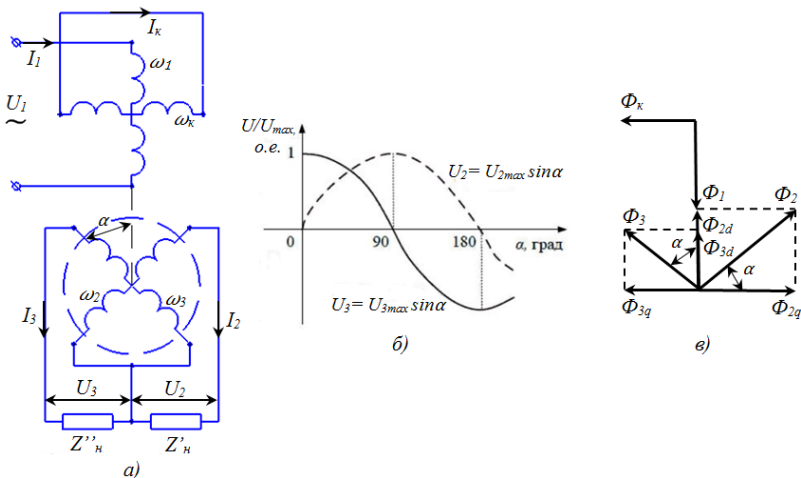 Iк
I1
ω1
U1
~
ωк
α
ω2
ω3
I3
I2
U3
U2
Z''н
Z'н
а)
U/Umax,
о.е.
1
U2= U2max sinα
0
90
180
α, град
U3= U3max sinα
б)
Φк
Φ1
Φ2
Φ3
Φ2d
α
Φ3d
α
Φ3q
Φ2q
в)